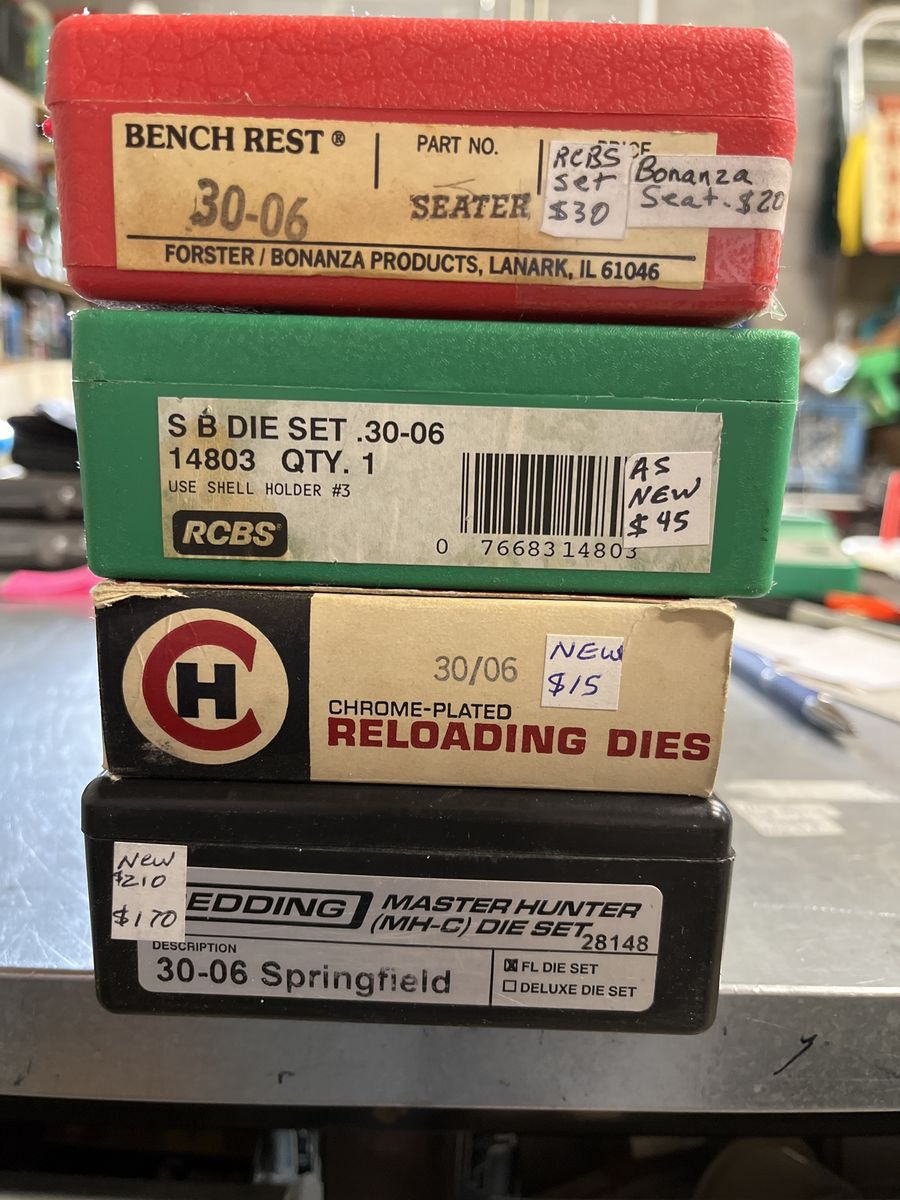 BENCH REST ®
PART NO.
30-06
SEATER
RCBS
set
$30
Bonanza
Seat. $20
FORSTER / BONANZA PRODUCTS, LANARK, IL 61046
S B DIE SET .30-06
14803 QTY. 1
USE SHELL HOLDER #3
RCBS
0 76683 14803
AS
NEW
$45
CH
30/06
NEW
$15
CHROME-PLATED
RELOADING DIES
New
$210
$170
EDDING
MASTER HUNTER
(MH-C) DIE SET
28148
DESCRIPTION
30-06 Springfield
FL DIE SET
DELUXE DIE SET